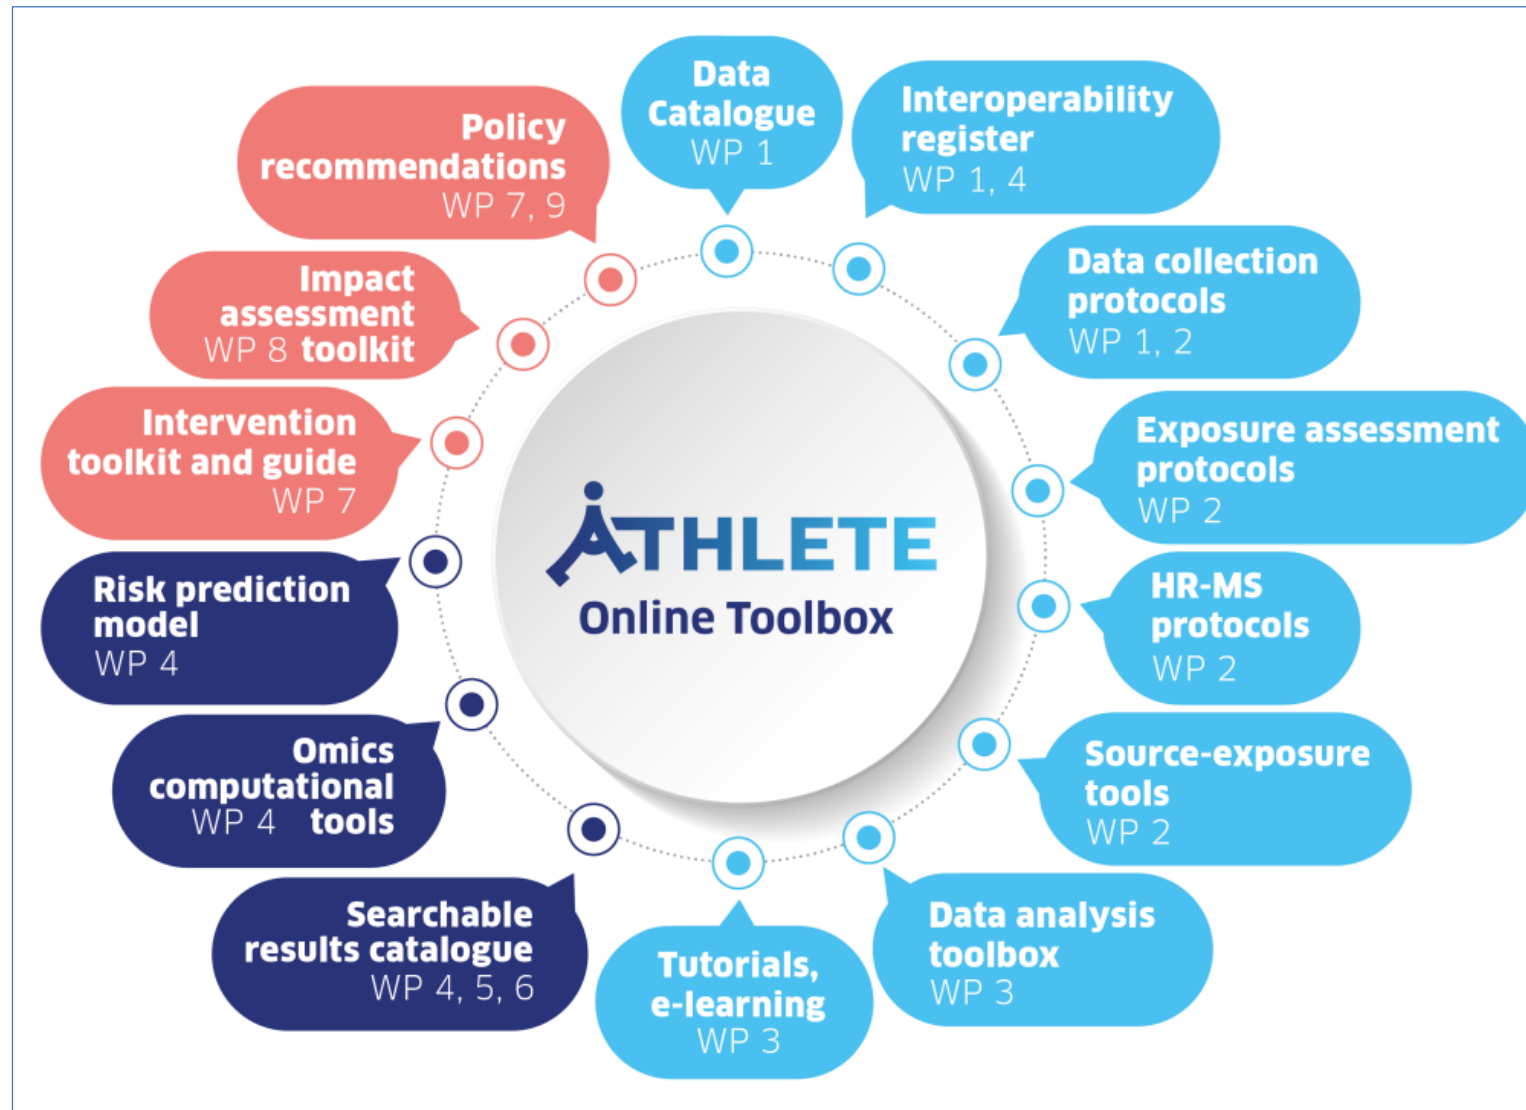 Data
Catalogue
WP 1
Interoperability
register
WP 1, 4
Data collection
protocols
WP 1, 2
Exposure assessment
protocols
WP 2
HR-MS
protocols
WP 2
Source-exposure
tools
WP 2
Data analysis
toolbox
WP 3
Tutorials,
e-learning
WP 3
Searchable
results catalogue
WP 4, 5, 6
Omics
computational
WP 4 tools
Risk prediction
model
WP 4
Intervention
toolkit and guide
WP 7
Impact
assessment
WP 8 toolkit
Policy
recommendations
WP 7, 9
ATHLETE
Online Toolbox